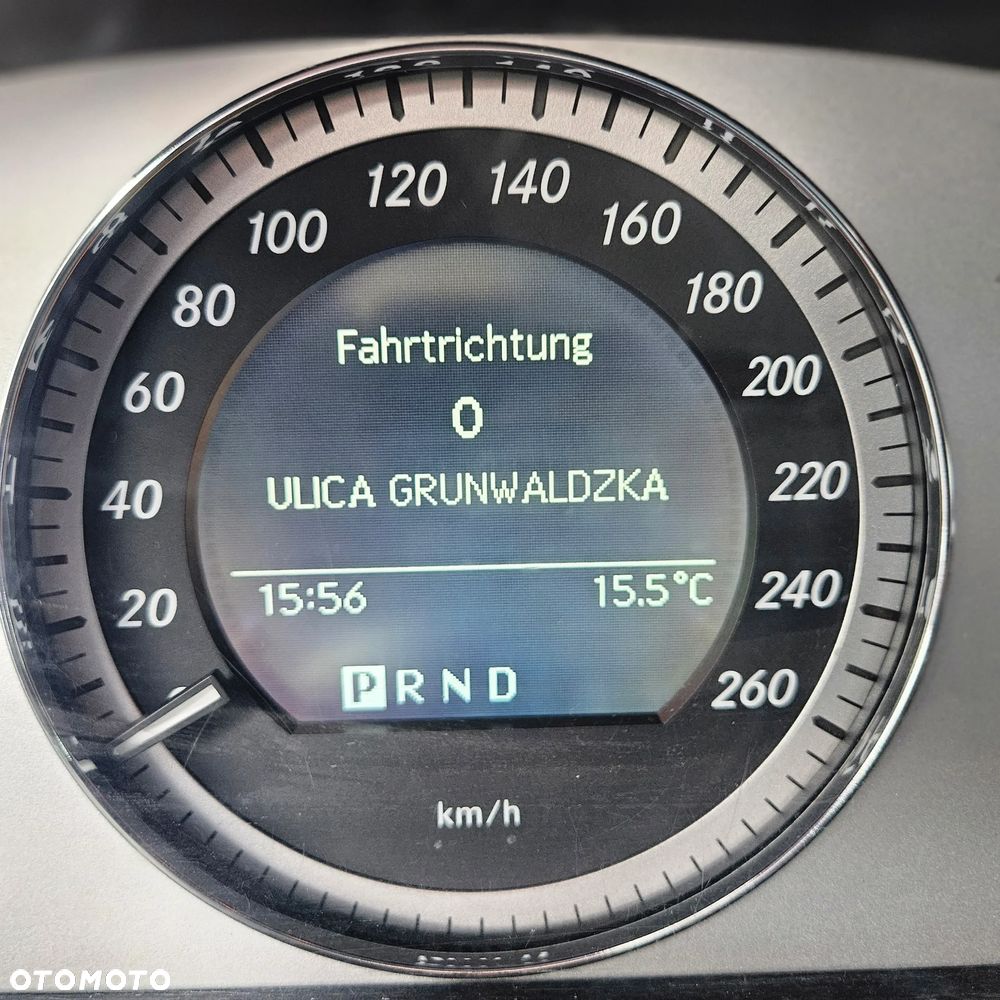 120 140
100 160
80 180
Fahrtrichtung
60 200
O
40 220
ULICA GRUNWALDZKA
20 240
15:56 15.5°C
P R N D
260
km/h
OTOMOTO